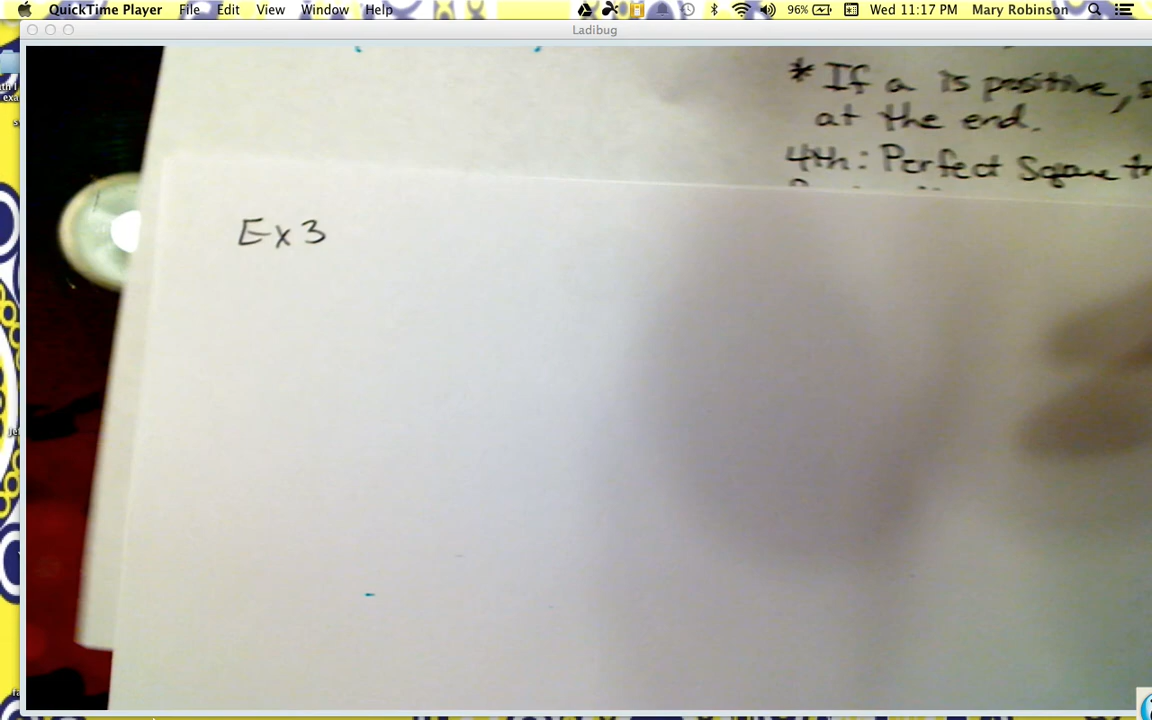 QuickTime Player File Edit View Window Help 96% Wed 11:17 PM Mary Robinson
Ladibug
* If a is positive,
at the end.
4th: Perfect Square
Ex 3